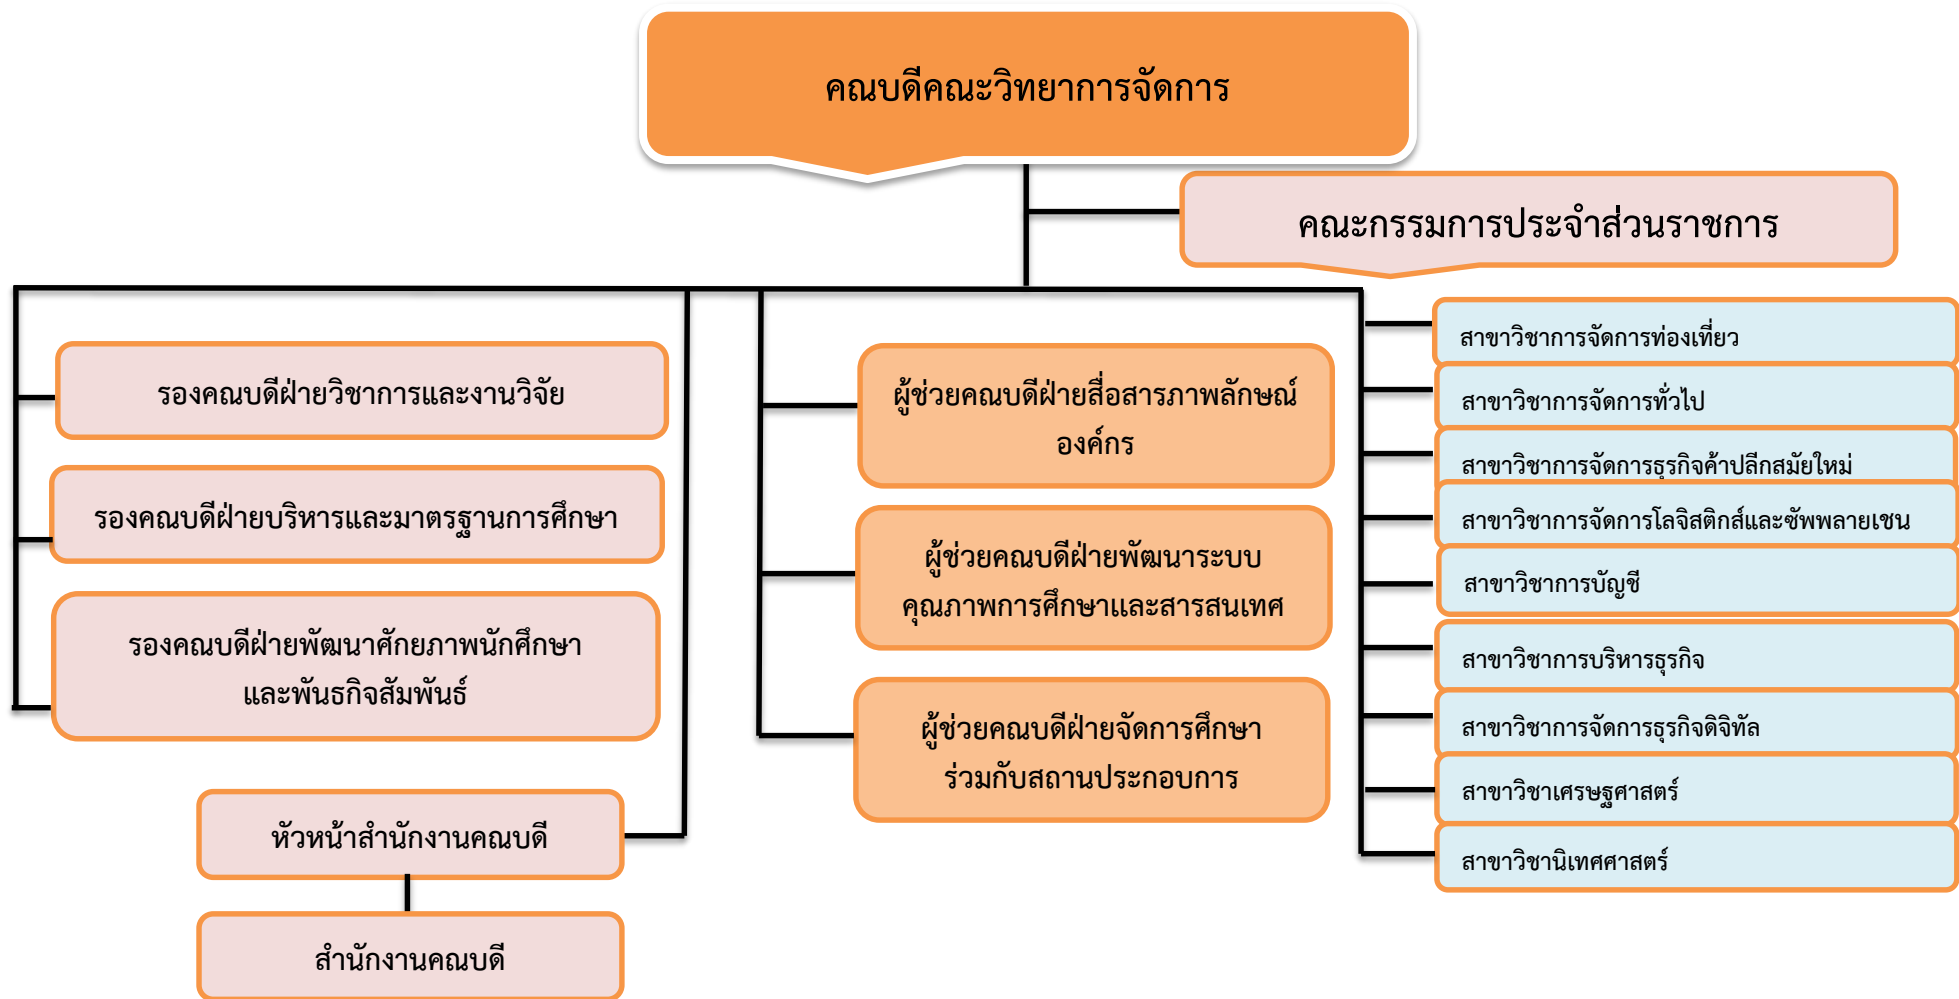 คณบดีคณะวิทยาการจัดการ
คณะกรรมการประจำส่วนราชการ
รองคณบดีฝ่ายวิชาการและงานวิจัย
รองคณบดีฝ่ายบริหารและมาตรฐานการศึกษา
รองคณบดีฝ่ายพัฒนาศักยภาพนักศึกษา
และพันธกิจสัมพันธ์
หัวหน้าสำนักงานคณบดี
สำนักงานคณบดี
ผู้ช่วยคณบดีฝ่ายสื่อสารภาพลักษณ์
องค์กร
ผู้ช่วยคณบดีฝ่ายพัฒนาระบบ
คุณภาพการศึกษาและสารสนเทศ
ผู้ช่วยคณบดีฝ่ายจัดการศึกษา
ร่วมกับสถานประกอบการ
สาขาวิชาการจัดการท่องเที่ยว
สาขาวิชาการจัดการทั่วไป
สาขาวิชาการจัดการธุรกิจค้าปลีกสมัยใหม่
สาขาวิชาการจัดการโลจิสติกส์และซัพพลายเชน
สาขาวิชาการบัญชี
สาขาวิชาการบริหารธุรกิจ
สาขาวิชาการจัดการธุรกิจดิจิทัล
สาขาวิชาเศรษฐศาสตร์
สาขาวิชานิเทศศาสตร์